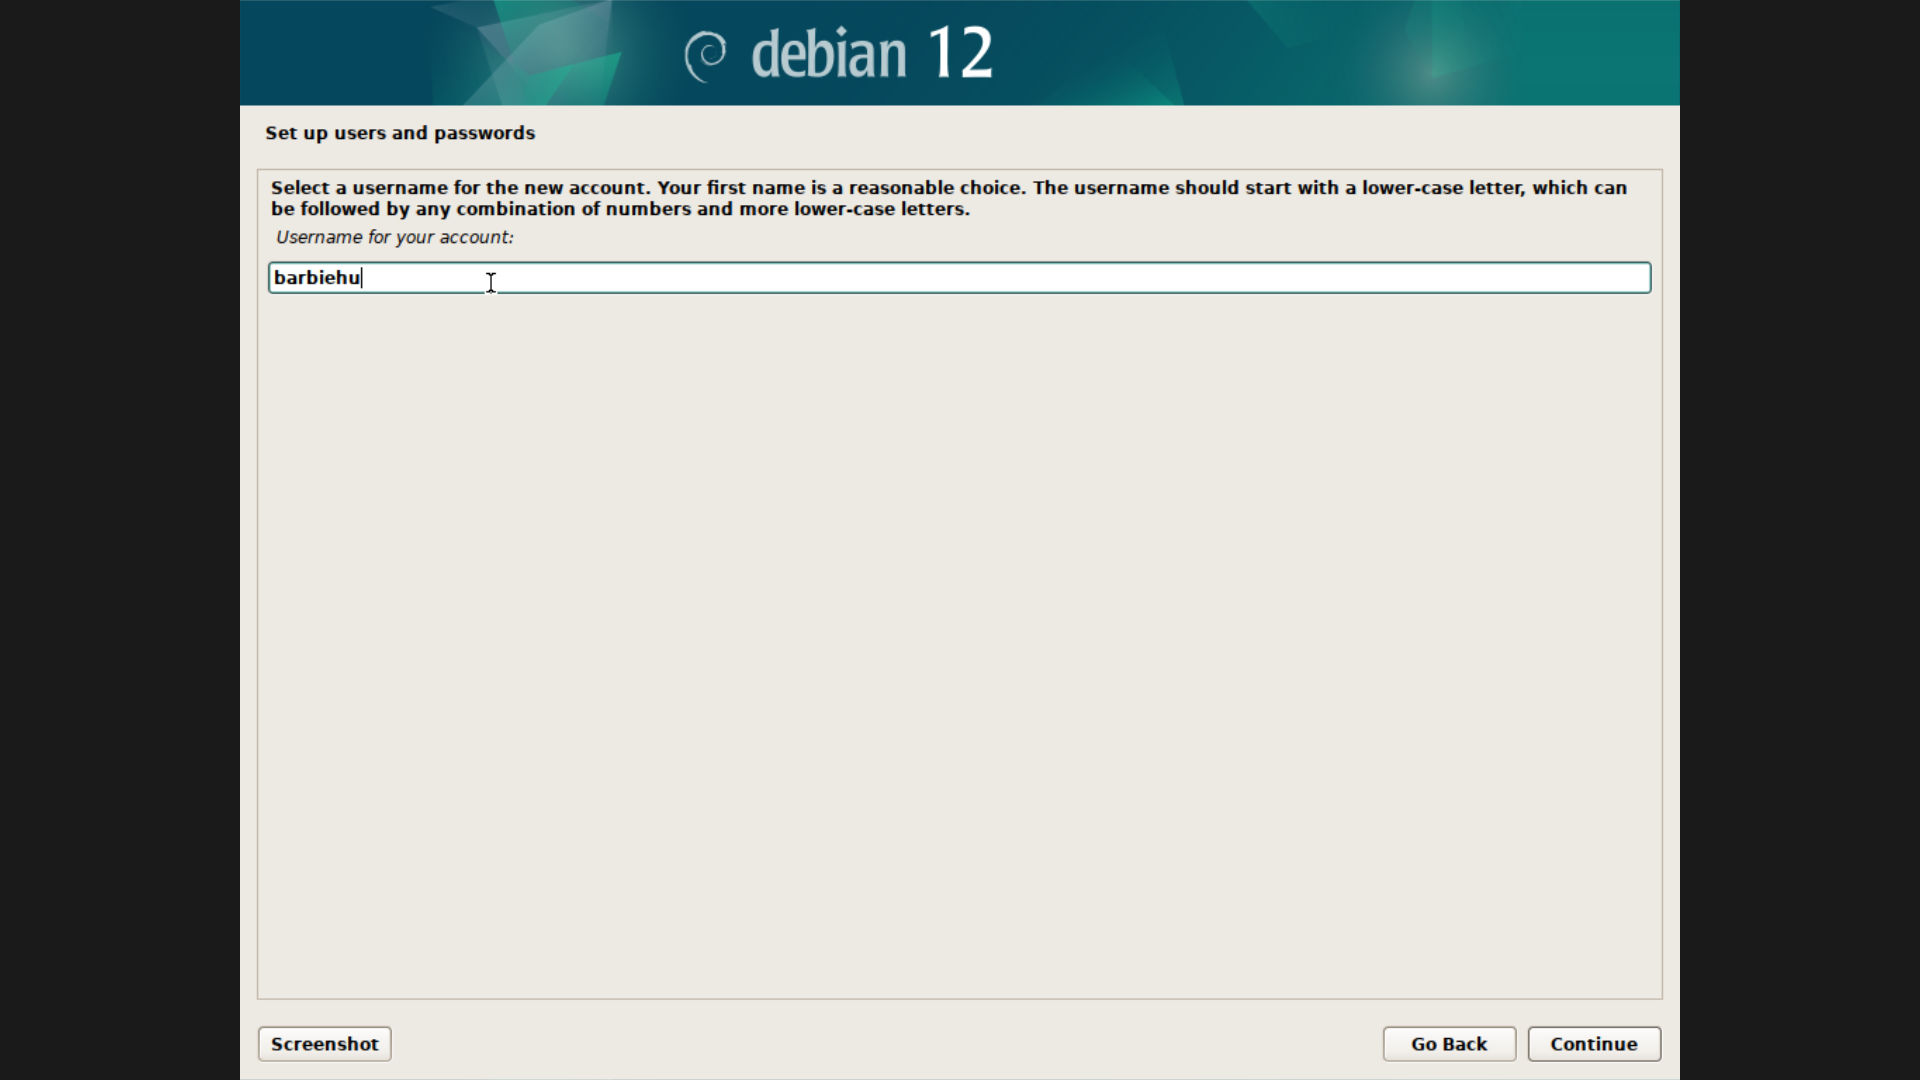 debian 12
Set up users and passwords
Select a username for the new account. Your first name is a reasonable choice. The username should start with a lower-case letter, which can
be followed by any combination of numbers and more lower-case letters.
Username for your account:
barbiehu
Screenshot
Go Back
Continue